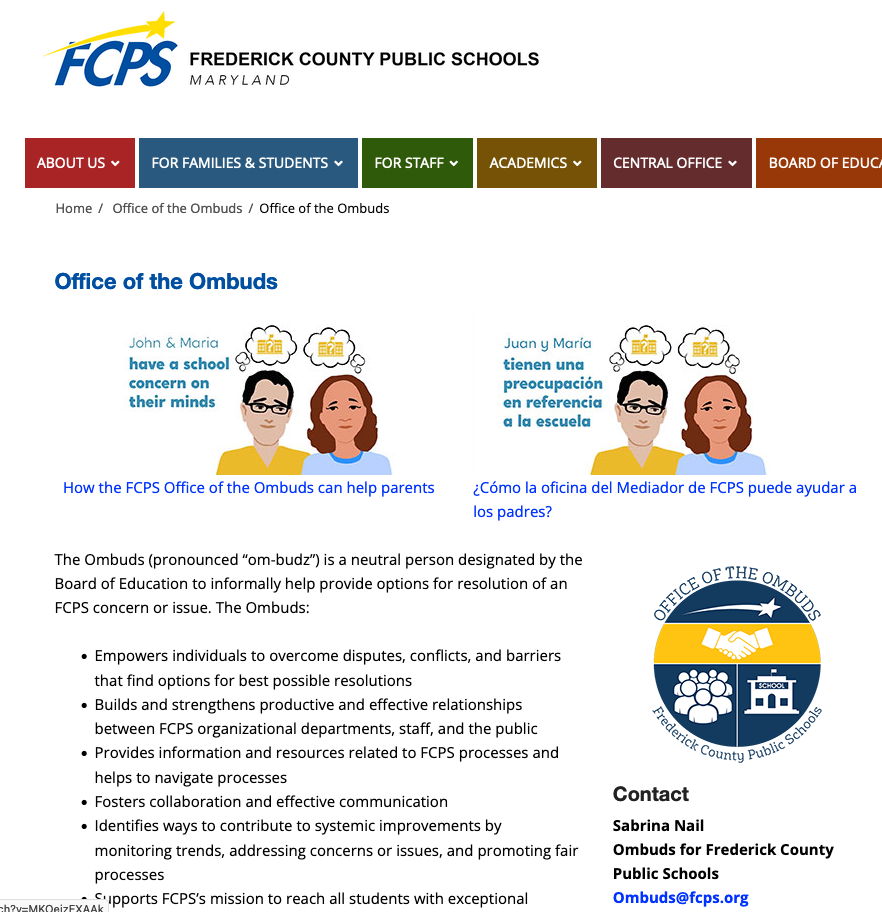 FCPS
FREDERICK COUNTY PUBLIC SCHOOLS
MARYLAND
ABOUT US
FOR FAMILIES & STUDENTS
FOR STAFF
ACADEMICS
CENTRAL OFFICE
BOARD OF EDUCA
Home / Office of the Ombuds / Office of the Ombuds
Office of the Ombuds
John & Maria
have a school
concern on
their minds
Juan y María
tienen una
preocupación
en referencia
a la escuela
How the FCPS Office of the Ombuds can help parents
¿Cómo la oficina del Mediador de FCPS puede ayudar a
los padres?
The Ombuds (pronounced “om-budz”) is a neutral person designated by the
Board of Education to informally help provide options for resolution of an
FCPS concern or issue. The Ombuds:
• Empowers individuals to overcome disputes, conflicts, and barriers
that find options for best possible resolutions
• Builds and strengthens productive and effective relationships
between FCPS organizational departments, staff, and the public
• Provides information and resources related to FCPS processes and
helps to navigate processes
• Fosters collaboration and effective communication
• Identifies ways to contribute to systemic improvements by
monitoring trends, addressing concerns or issues, and promoting fair
processes
• Supports FCPS’s mission to reach all students with exceptional
OFFICE OF THE OMBUDS
SCHOOL
Frederick County Public Schools
Contact
Sabrina Nail
Ombuds for Frederick County
Public Schools
Ombuds@fcps.org